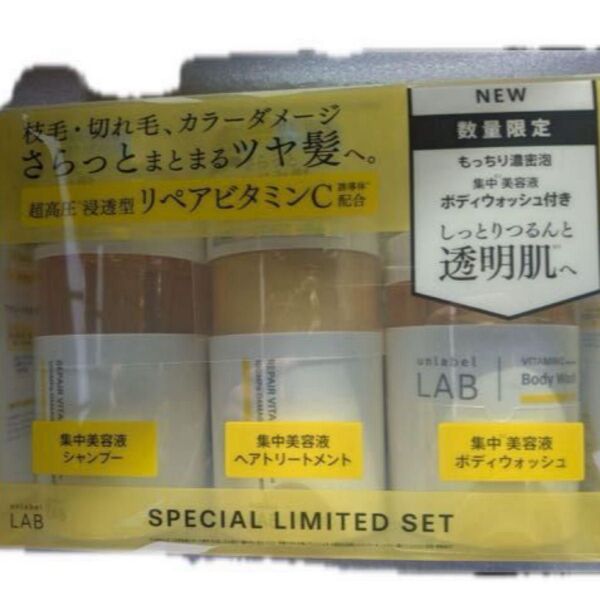 枝毛・切れ毛、カラーダメージ
さらっとまとまるツヤ髪へ。
超高圧 浸透型 リペアビタミンC 誘導体 配合
NEW
数量限定
もっちり濃密泡
集中 美容液
ボディウォッシュ付き
しっとりつるんと
透明肌へ
REPAIR VITA
REPAIR VITA
unlabel
LAB
VITAMIN C
Body Wash
集中美容液
シャンプー
集中美容液
ヘアトリートメント
集中 美容液
ボディウォッシュ
unlabel
LAB
SPECIAL LIMITED SET